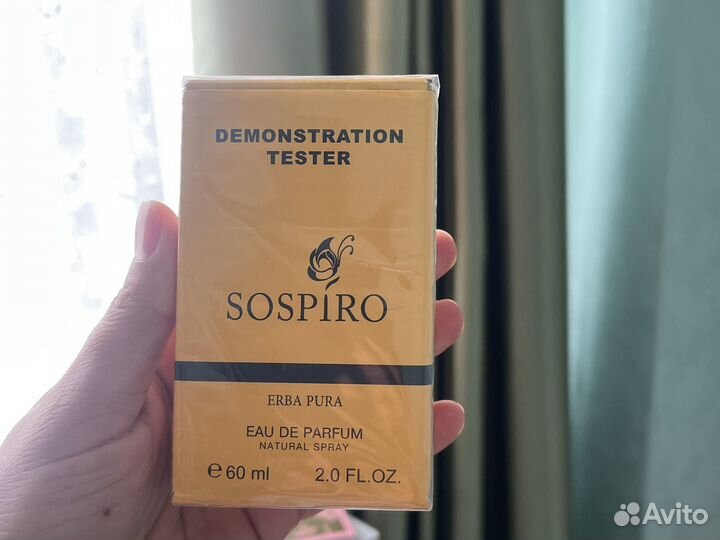 DEMONSTRATION
TESTER
SOSPIRO
ERBA PURA
EAU DE PARFUM
NATURAL SPRAY
℮ 60 ml 2.0 FL.OZ.
Avito